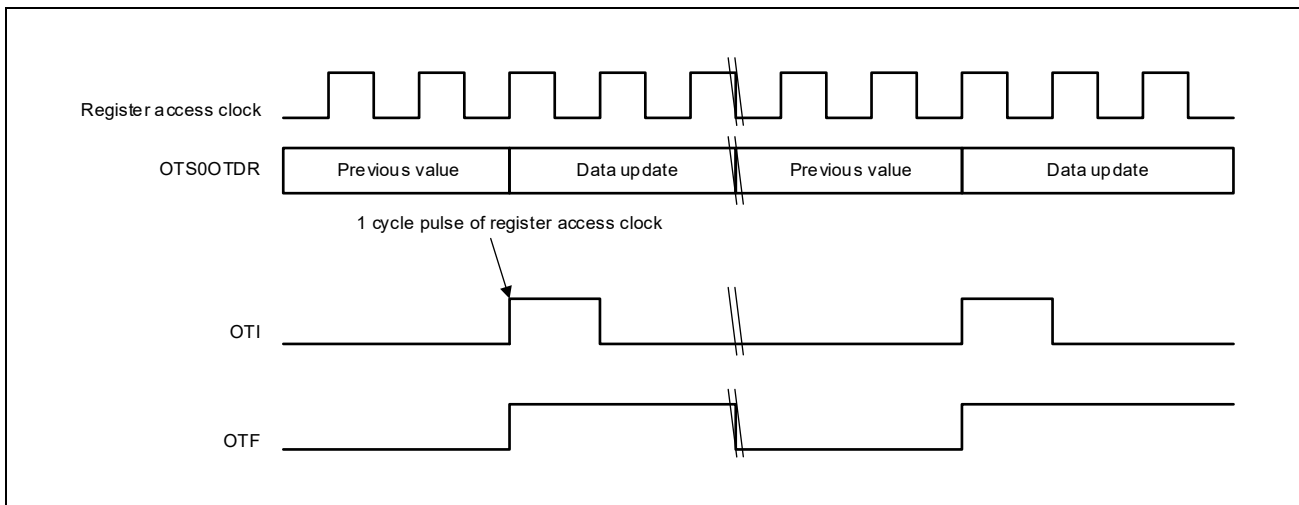 Register access clock
OTS0OTDR
Previous value
Data update
Previous value
Data update
1 cycle pulse of register access clock
OTI
OTF